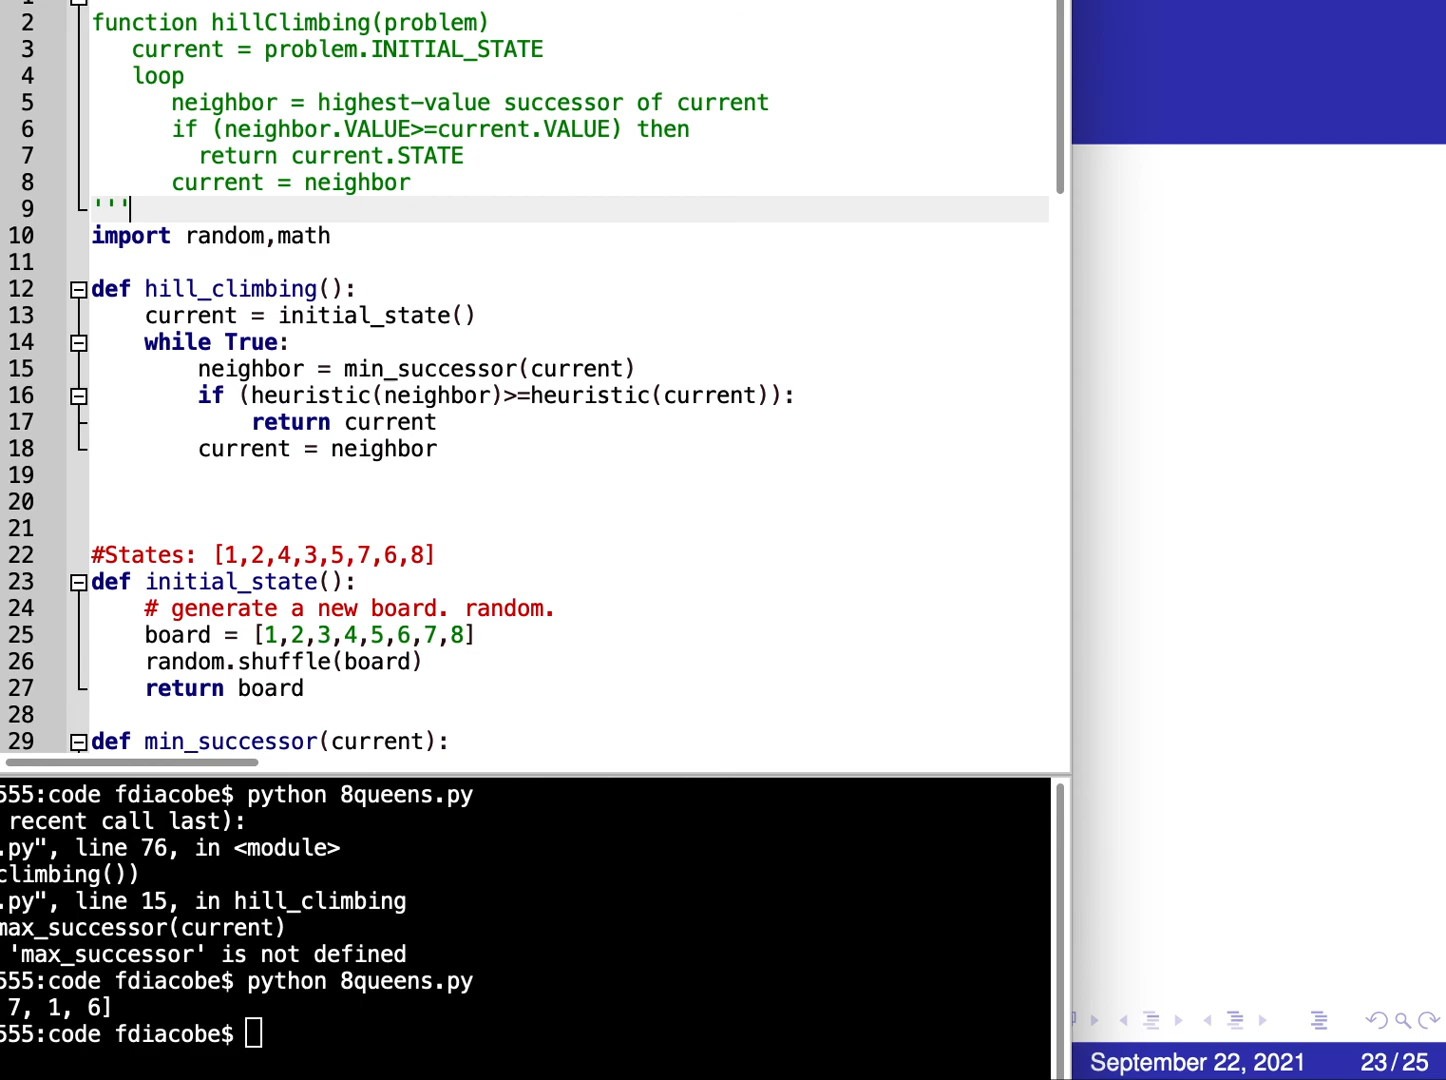 2 function hillClimbing(problem)
3 current = problem.INITIAL_STATE
4 loop
5 neighbor = highest-value successor of current
6 if (neighbor.VALUE>=current.VALUE) then
7 return current.STATE
8 current = neighbor
9 '''
10 import random,math
11
12 def hill_climbing():
13 current = initial_state()
14 while True:
15 neighbor = min_successor(current)
16 if (heuristic(neighbor)>=heuristic(current)):
17 return current
18 current = neighbor
19
20
21
22 #States: [1,2,4,3,5,7,6,8]
23 def initial_state():
24 # generate a new board. random.
25 board = [1,2,3,4,5,6,7,8]
26 random.shuffle(board)
27 return board
28
29 def min_successor(current):
555:code fdiacobe$ python 8queens.py
recent call last):
.py", line 76, in <module>
climbing())
.py", line 15, in hill_climbing
max_successor(current)
'max_successor' is not defined
555:code fdiacobe$ python 8queens.py
7, 1, 6]
555:code fdiacobe$
September 22, 2021 23/25